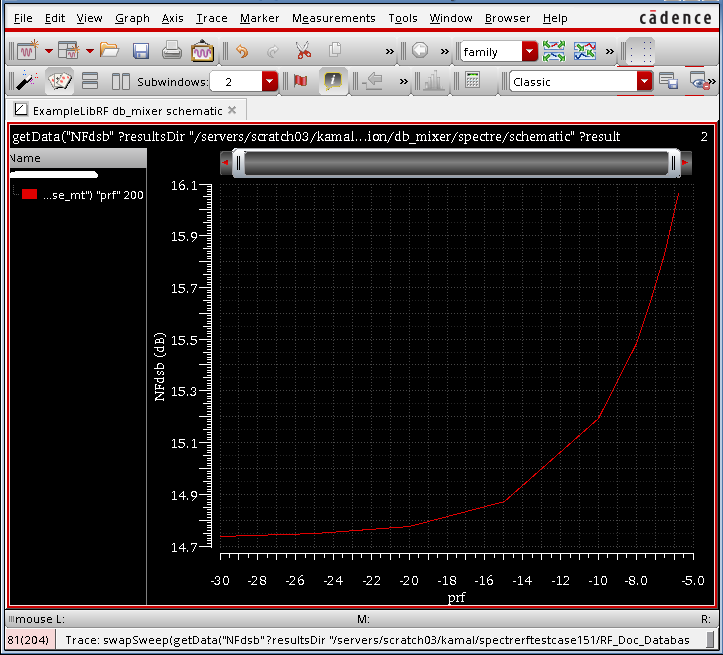 File Edit View Graph Axis Trace Marker Measurements Tools Window Browser Help cādence
» » family »
Subwindows: 2 » Classic »
ExampleLibRF db_mixer schematic
getData("NFdsb" ?resultsDir "/servers/scratch03/kamal...ion/db_mixer/spectre/schematic" ?result 2
Name
...se_mt") "prf" 200
16.1
15.9
15.7
15.5
15.3
15.1
14.9
14.7
NFdsb (dB)
-30 -28 -26 -24 -22 -20 -18 -16 -14 -12 -10 -8.0 -5.0
prf
mouse L: M: R:
81(204) Trace: swapSweep(getData("NFdsb"?resultsDir "/servers/scratch03/kamal/spectrerftestcase151/RF_Doc_Databas